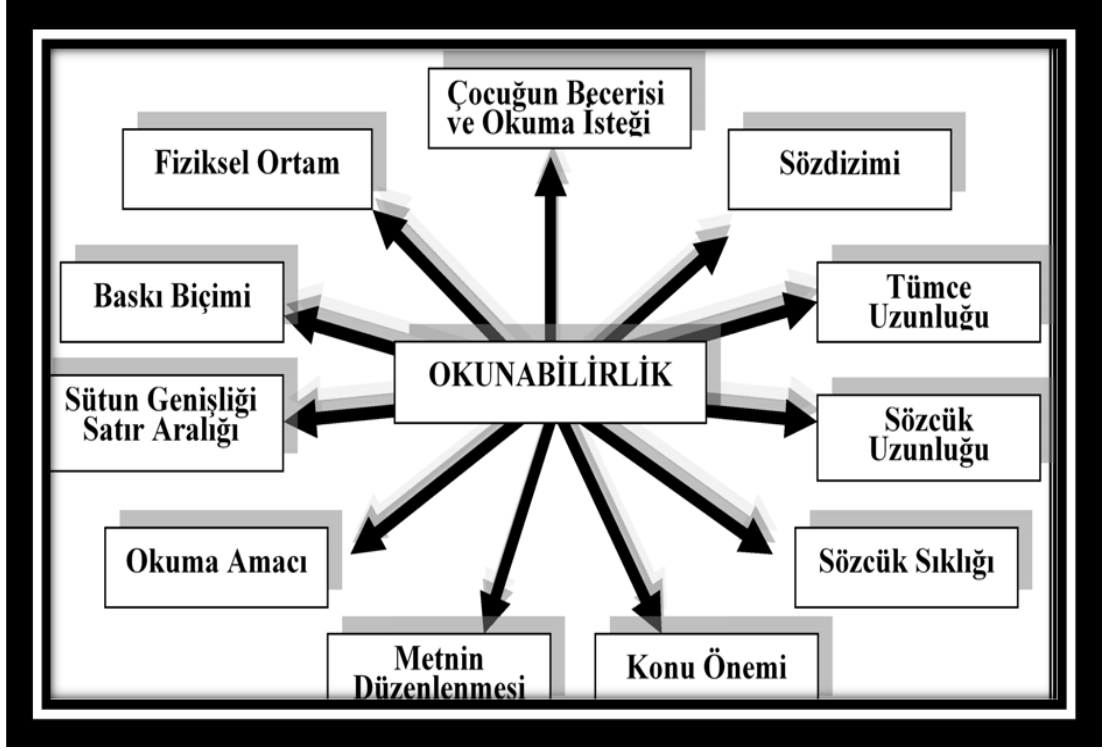 Çocuğun Becerisi
ve Okuma İsteği
Fiziksel Ortam
Sözdizimi
Baskı Biçimi
Tümce
Uzunluğu
OKUNABİLİRLİK
Sütun Genişliği
Satır Aralığı
Sözcük
Uzunluğu
Okuma Amacı
Sözcük Sıklığı
Metnin
Düzenlenmesi
Konu Önemi